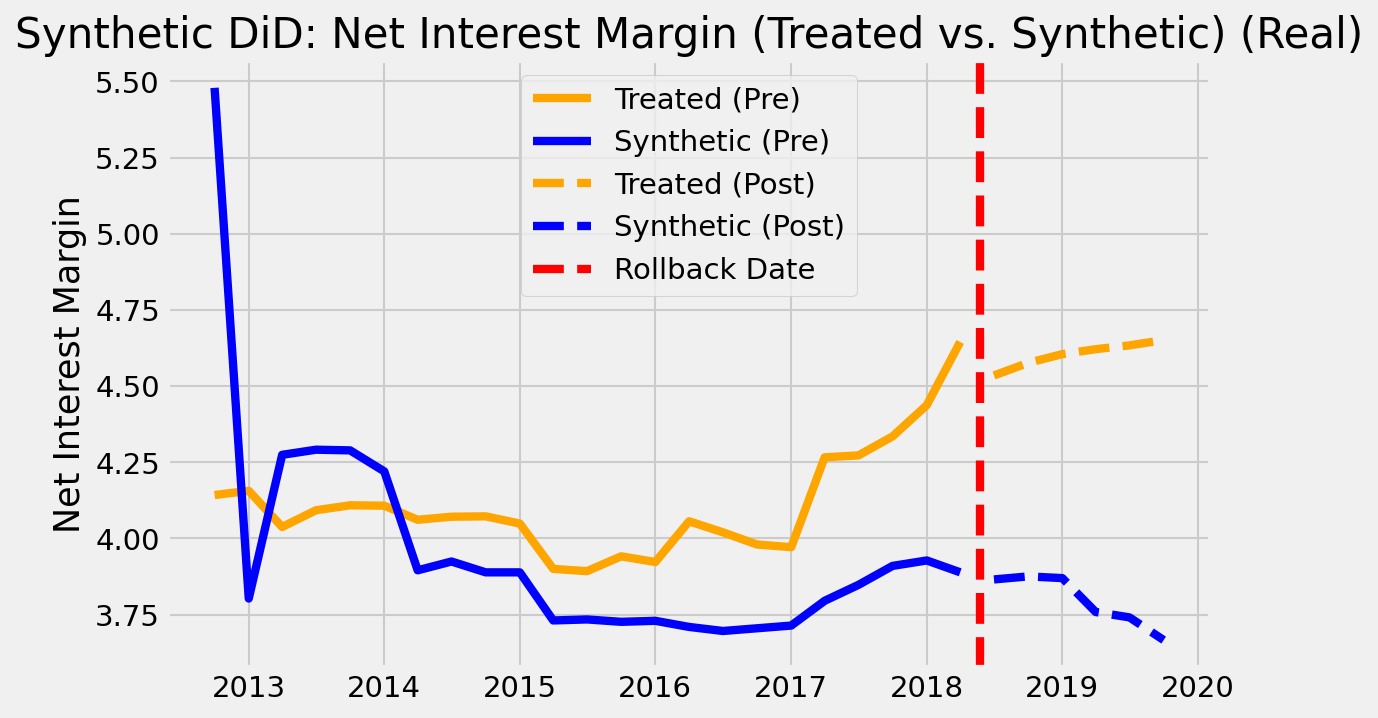 Synthetic DiD: Net Interest Margin (Treated vs. Synthetic) (Real)
Net Interest Margin
5.50
5.25
5.00
4.75
4.50
4.25
4.00
3.75
Treated (Pre)
Synthetic (Pre)
Treated (Post)
Synthetic (Post)
Rollback Date
2013 2014 2015 2016 2017 2018 2019 2020